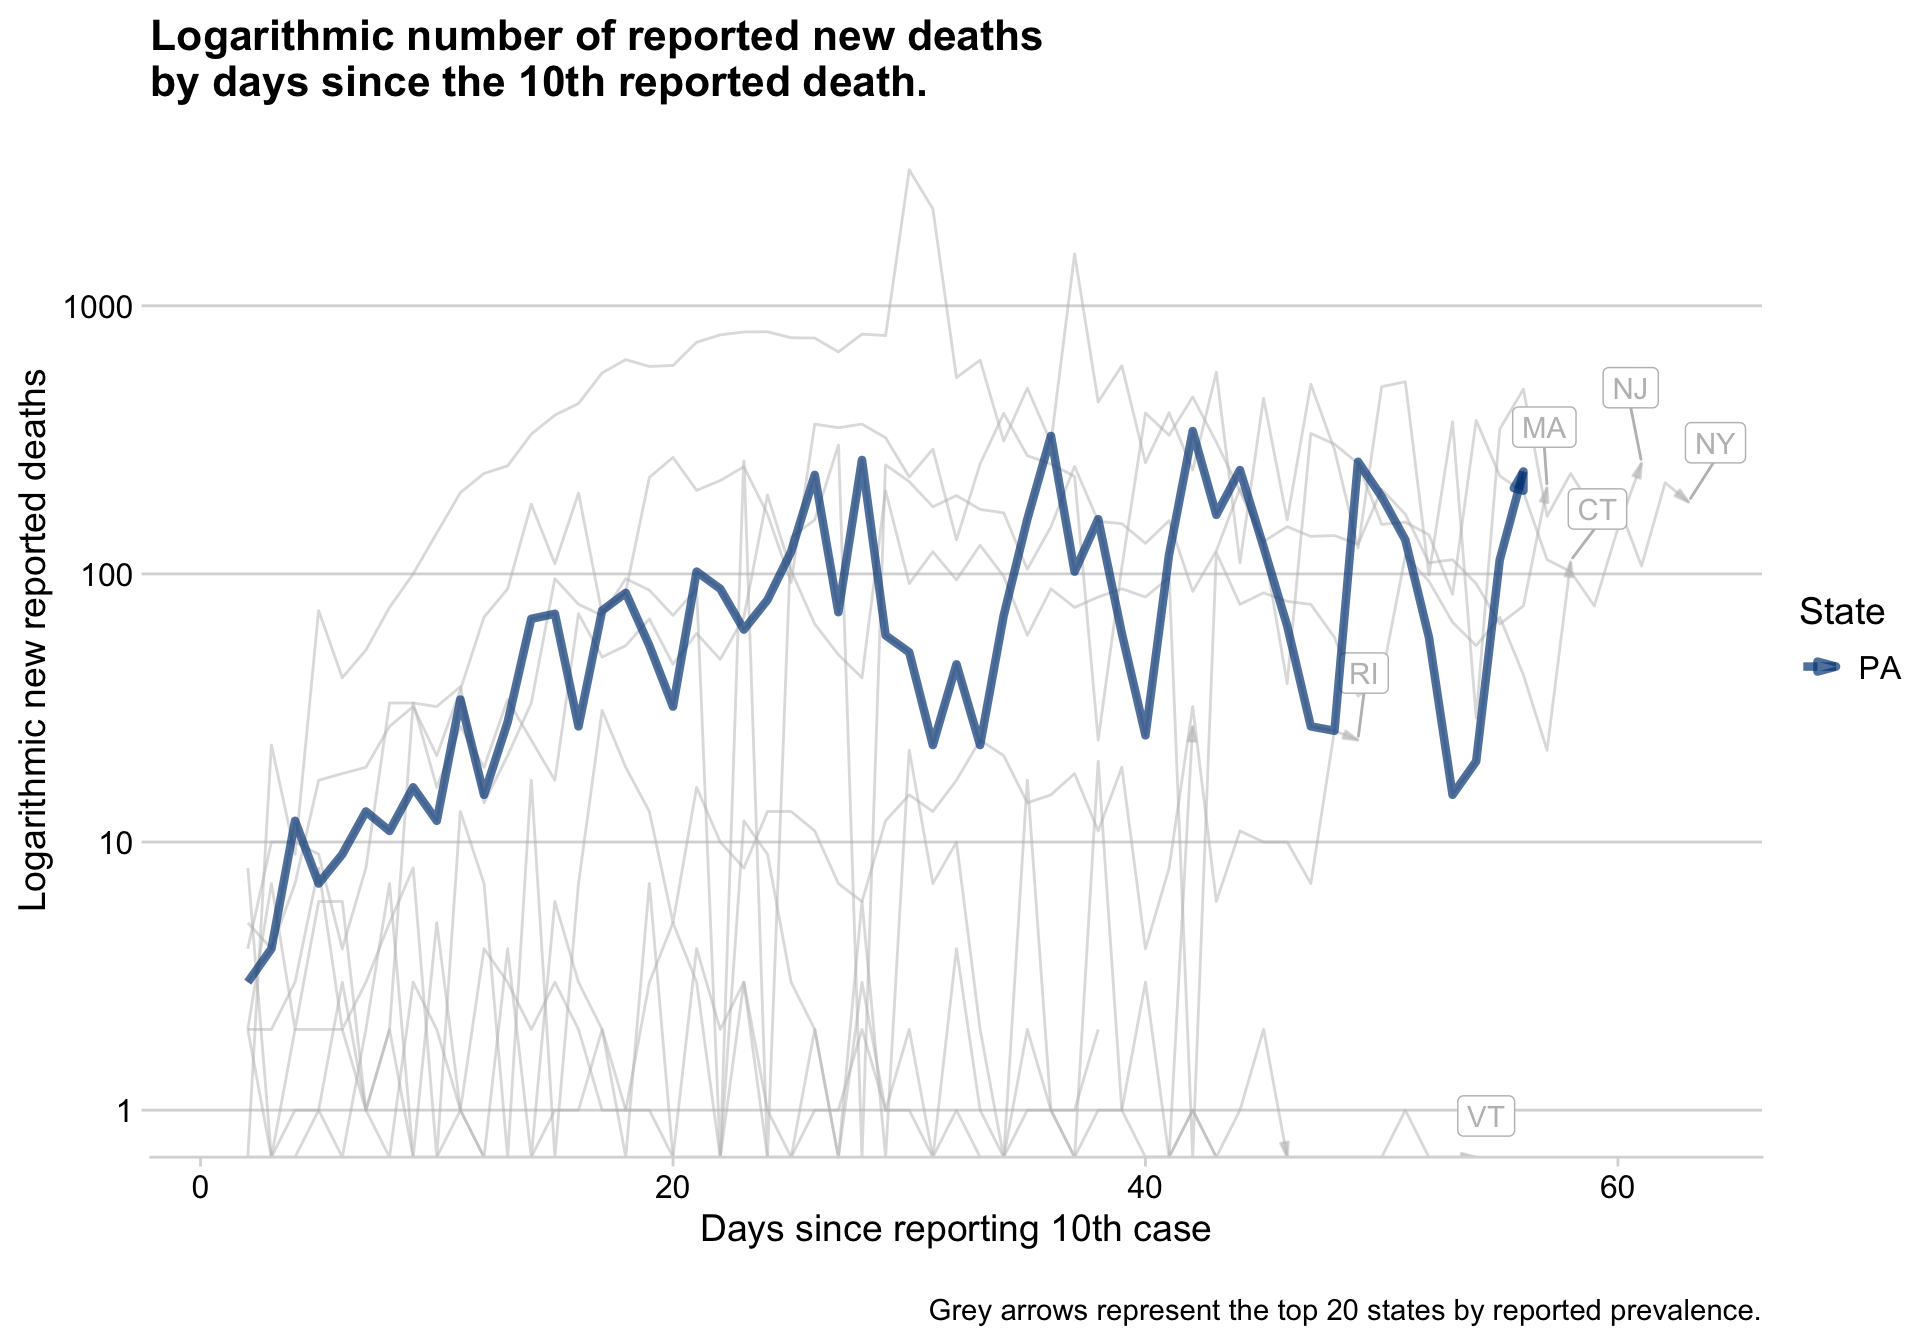 Logarithmic number of reported new deaths
by days since the 10th reported death.
Logarithmic new reported deaths
1000
100
10
1
NJ
MA
NY
CT
RI
VT
State
PA
0
20
40
60
Days since reporting 10th case
Grey arrows represent the top 20 states by reported prevalence.